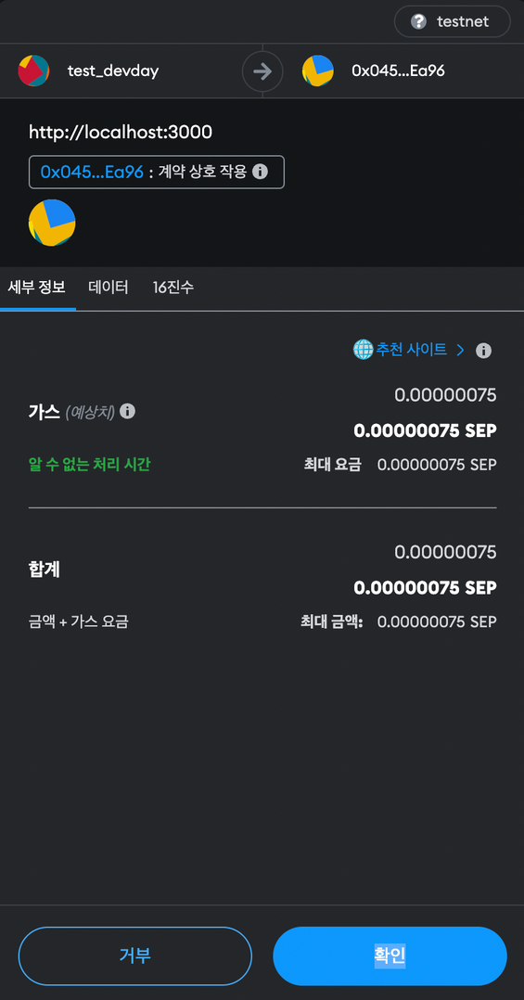 testnet
test_devday
0x045...Ea96
http://localhost:3000
0x045...Ea96 : 계약 상호 작용
세부 정보 데이터 16진수
추천 사이트
0.00000075
가스 (예상치)
0.00000075 SEP
알 수 없는 처리 시간 최대 요금 0.00000075 SEP
0.00000075
합계
0.00000075 SEP
금액 + 가스 요금 최대 금액: 0.00000075 SEP
거부 확인